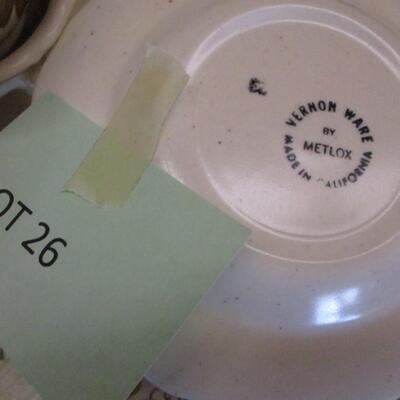 VERNON WARE
BY
METLOX
MADE IN CALIFORNIA
OT 26